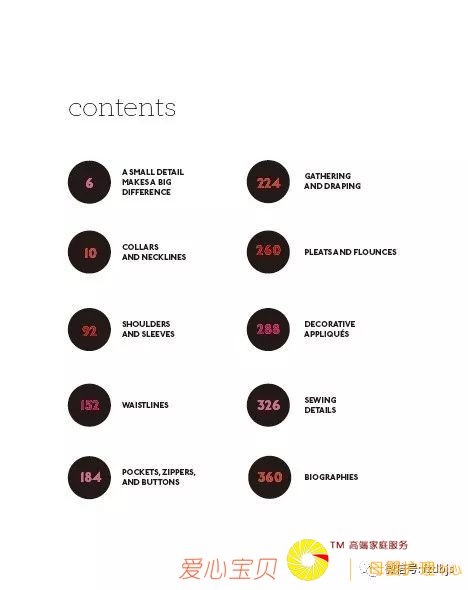 contents
6
A SMALL DETAIL
MAKES A BIG
DIFFERENCE
10
COLLARS
AND NECKLINES
92
SHOULDERS
AND SLEEVES
152
WAISTLINES
184
POCKETS, ZIPPERS,
AND BUTTONS
224
GATHERING
AND DRAPING
260
PLEATS AND FLOUNCES
288
DECORATIVE
APPLIQUÉS
326
SEWING
DETAILS
360
BIOGRAPHIES
爱心宝贝
TM 高端家庭服务